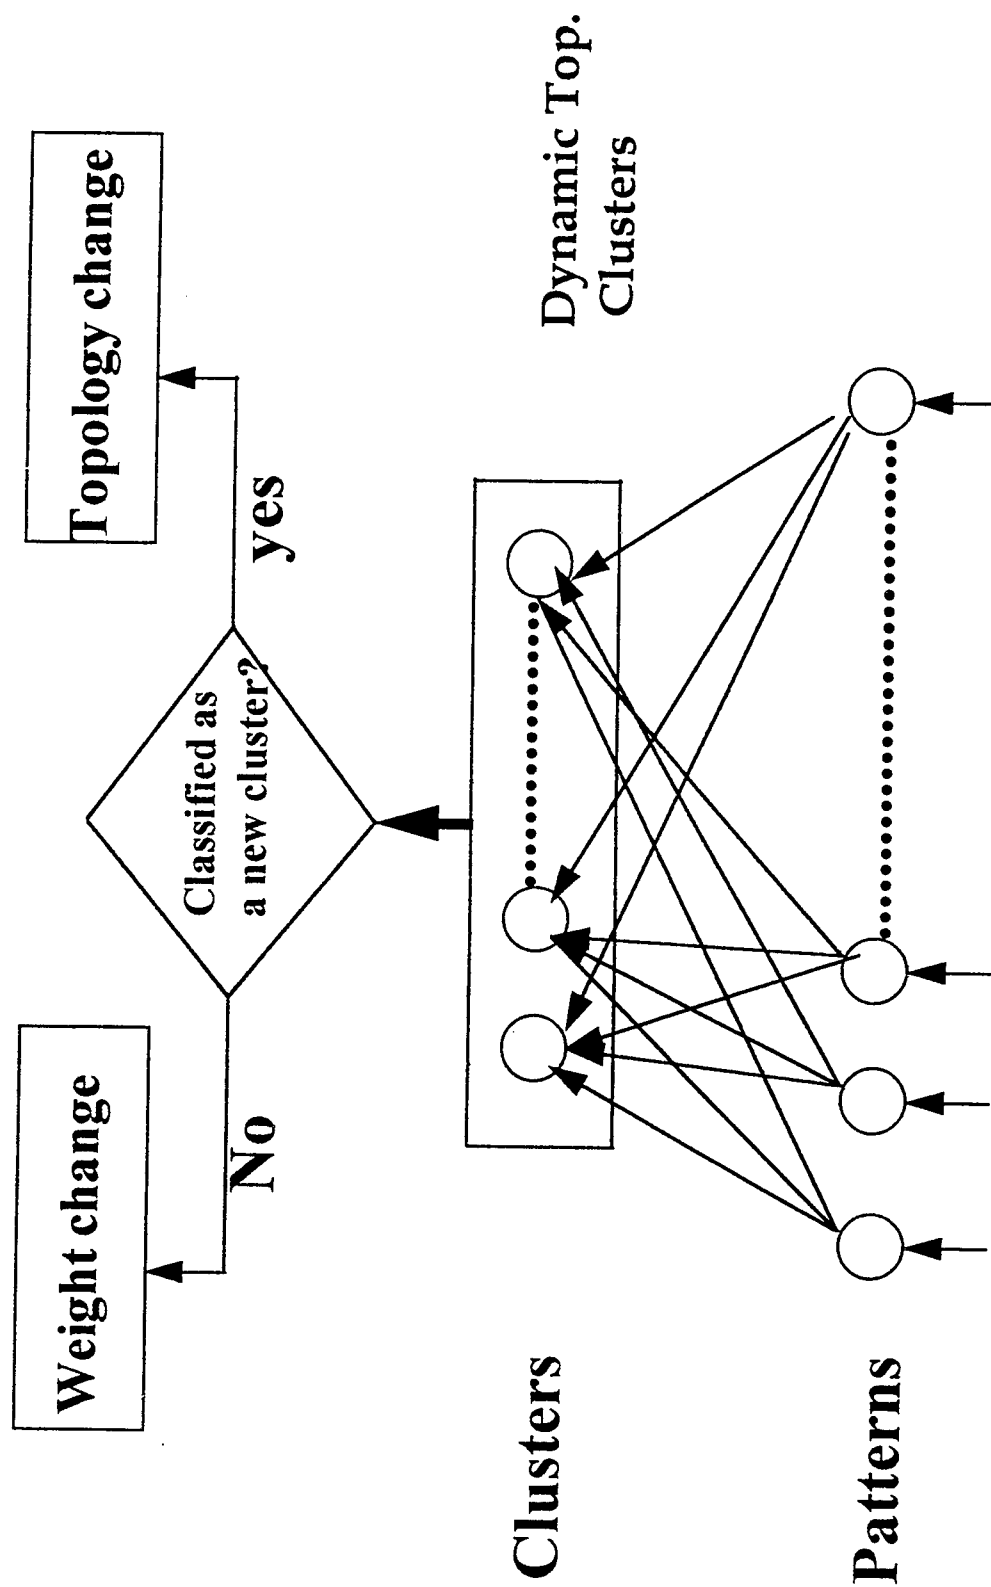 Weight change
Topology change
Classified as
a new cluster?
No
yes
Clusters
Dynamic Top.
Clusters
Patterns